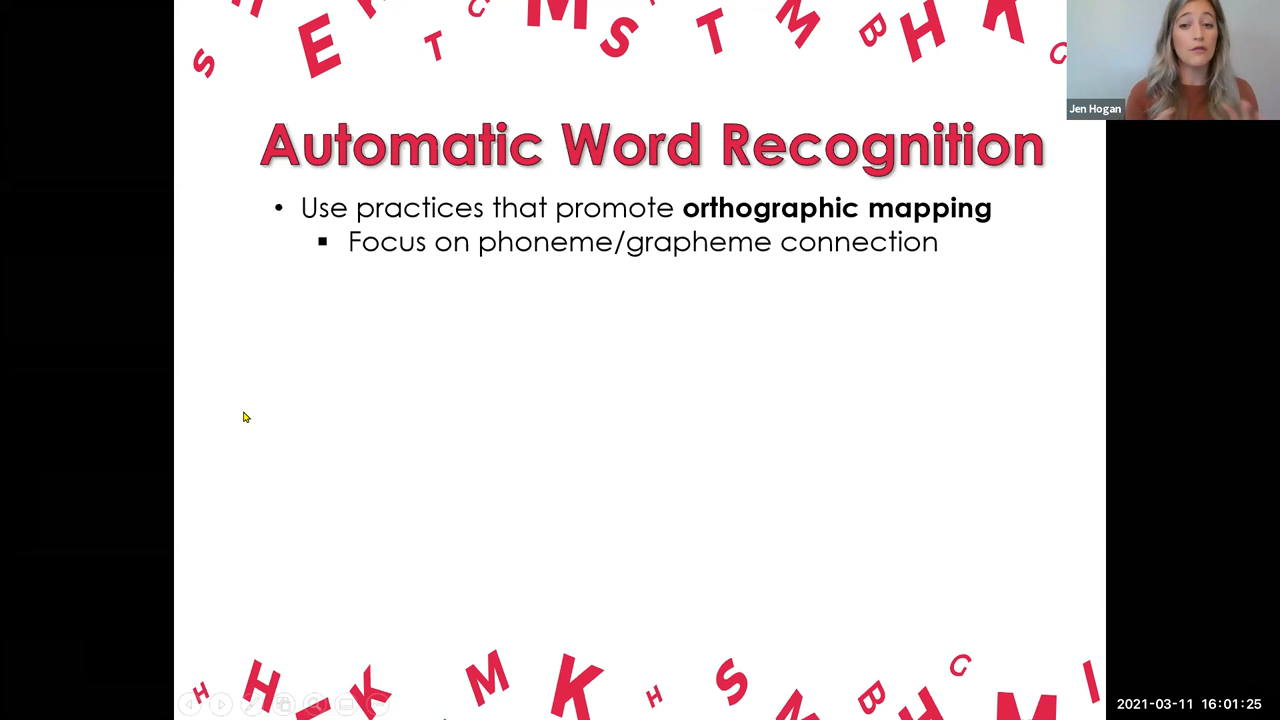 S E R T K G M S H T M B H K G
Jen Hogan
Automatic Word Recognition
• Use practices that promote orthographic mapping
▪ Focus on phoneme/grapheme connection
H H E K M K H S M G B H M I
2021-03-11 16:01:25